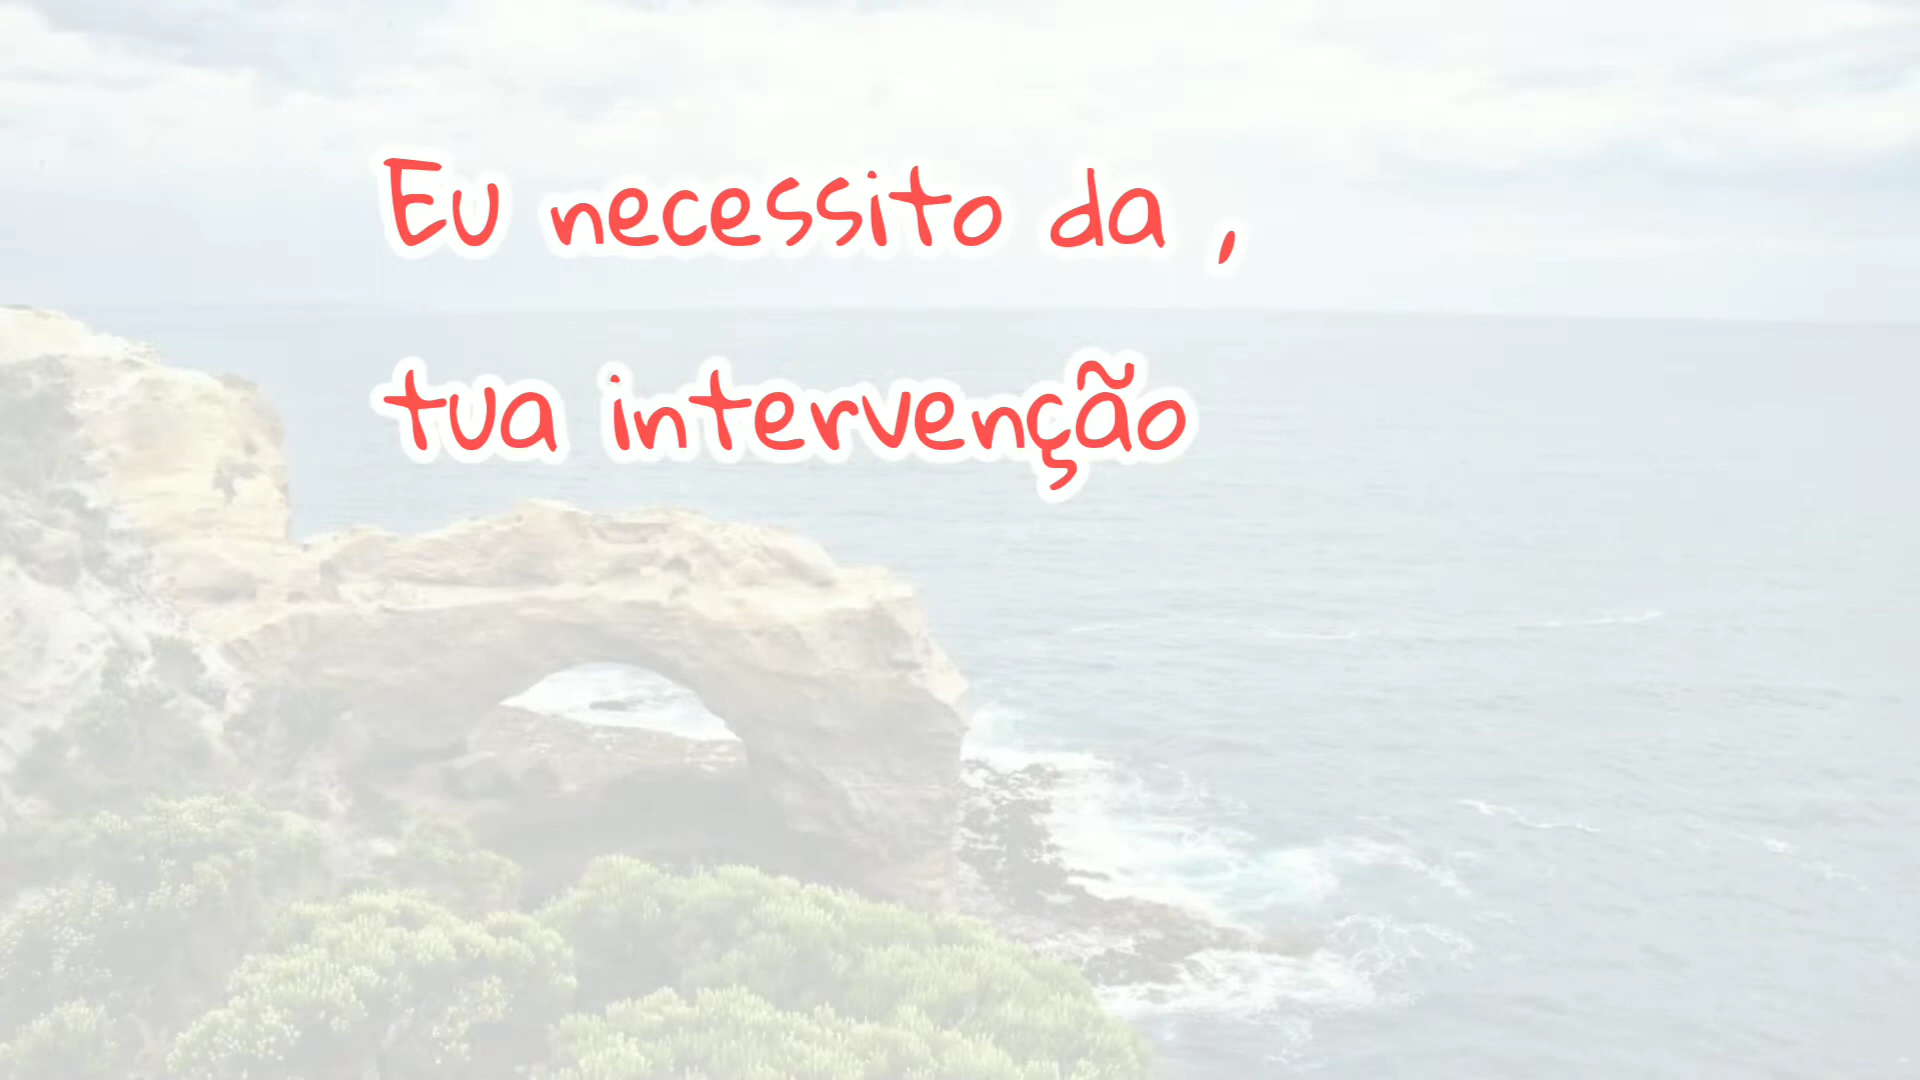 Eu necessito da ,
tua intervenção